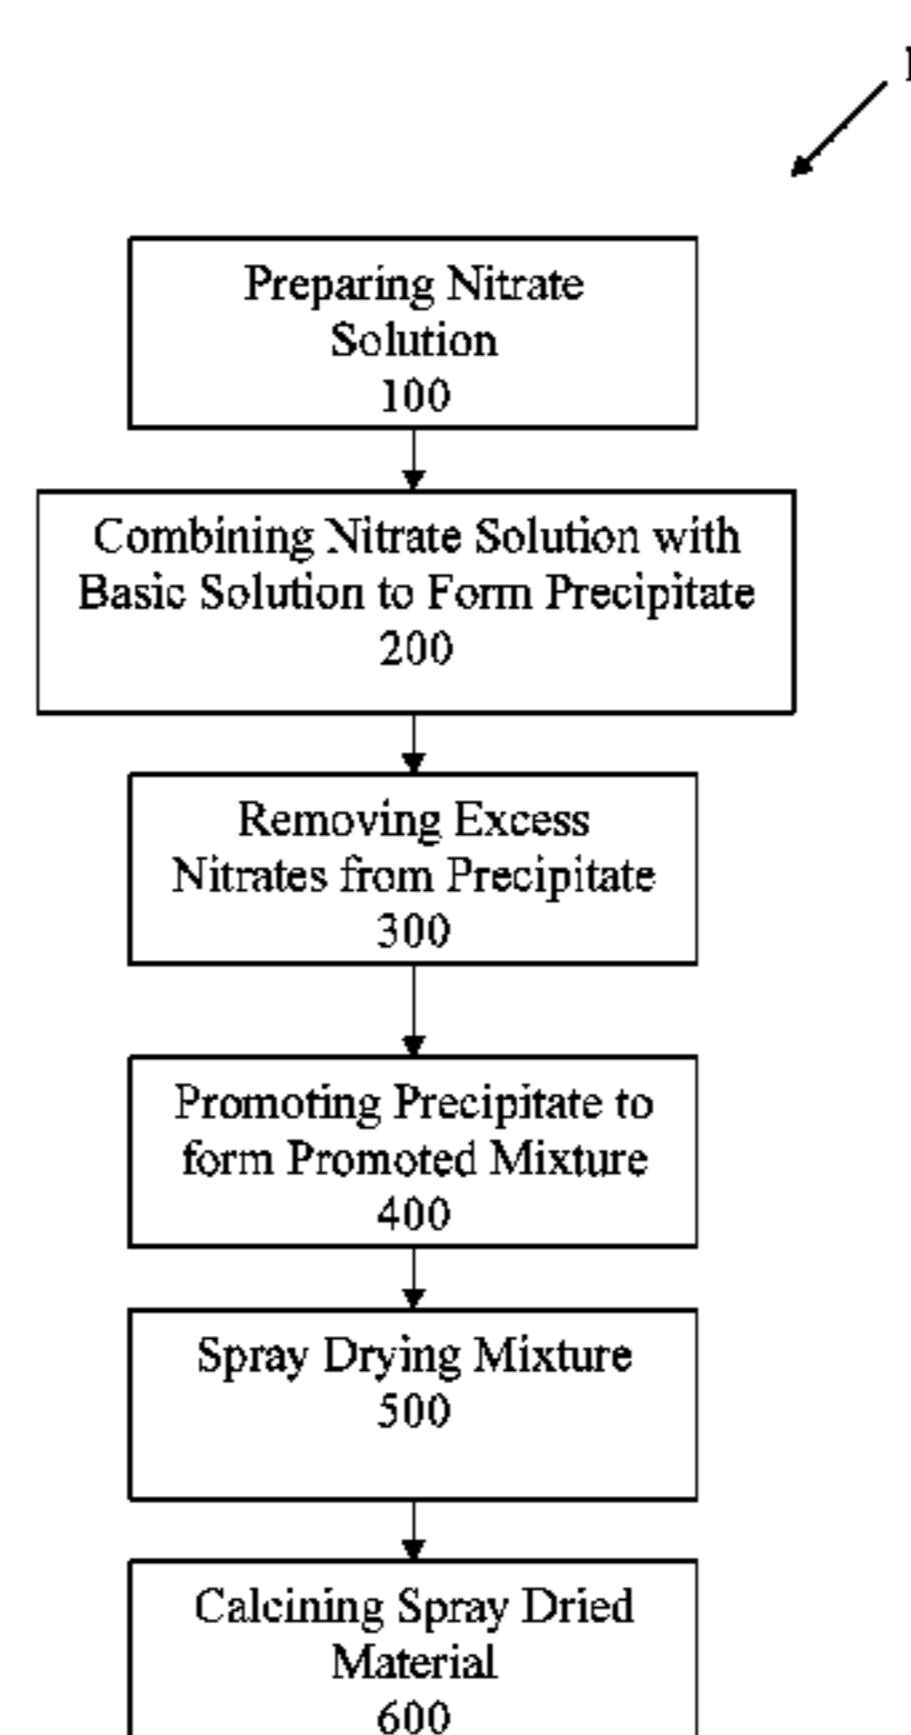 Preparing Nitrate
Solution
100
Combining Nitrate Solution with
Basic Solution to Form Precipitate
200
Removing Excess
Nitrates from Precipitate
300
Promoting Precipitate to
form Promoted Mixture
400
Spray Drying Mixture
500
Calcining Spray Dried
Material
600